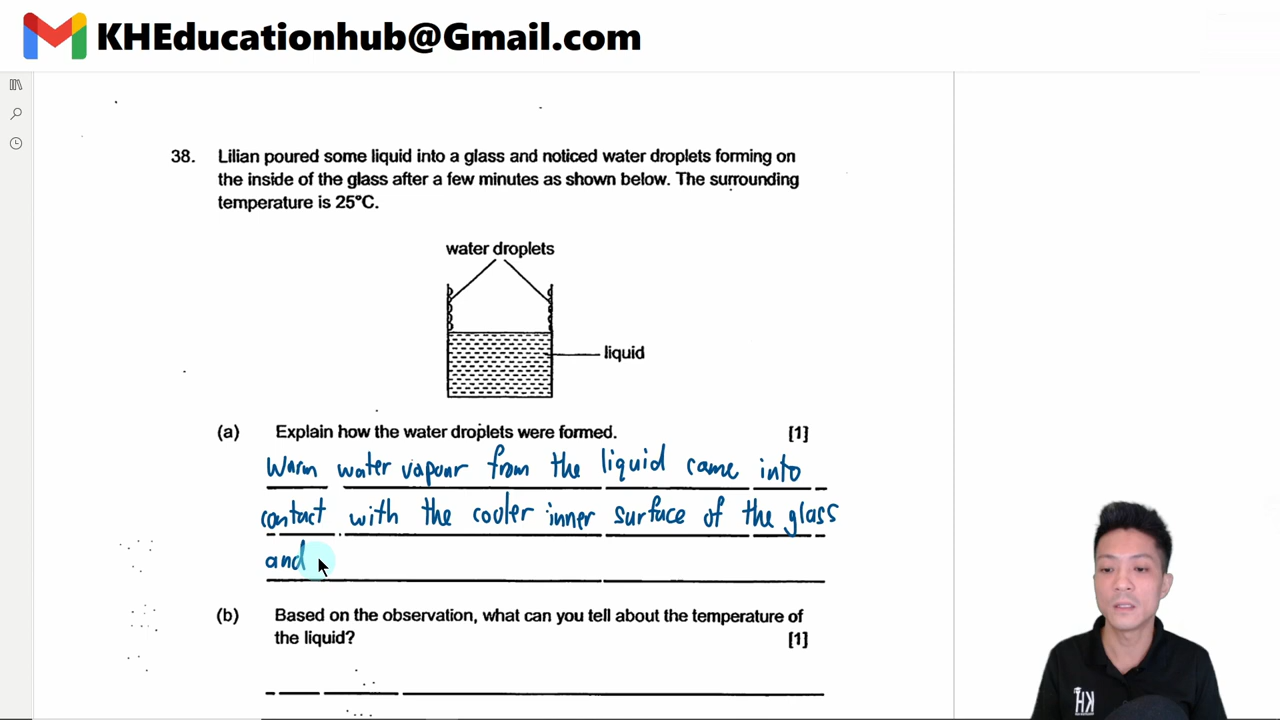 KHEducationhub@Gmail.com
38. Lilian poured some liquid into a glass and noticed water droplets forming on
the inside of the glass after a few minutes as shown below. The surrounding
temperature is 25°C.
water droplets
liquid
(a) Explain how the water droplets were formed. [1]
Warm water vapour from the liquid came into
contact with the cooler inner surface of the glass
and
(b) Based on the observation, what can you tell about the temperature of
the liquid? [1]
KH